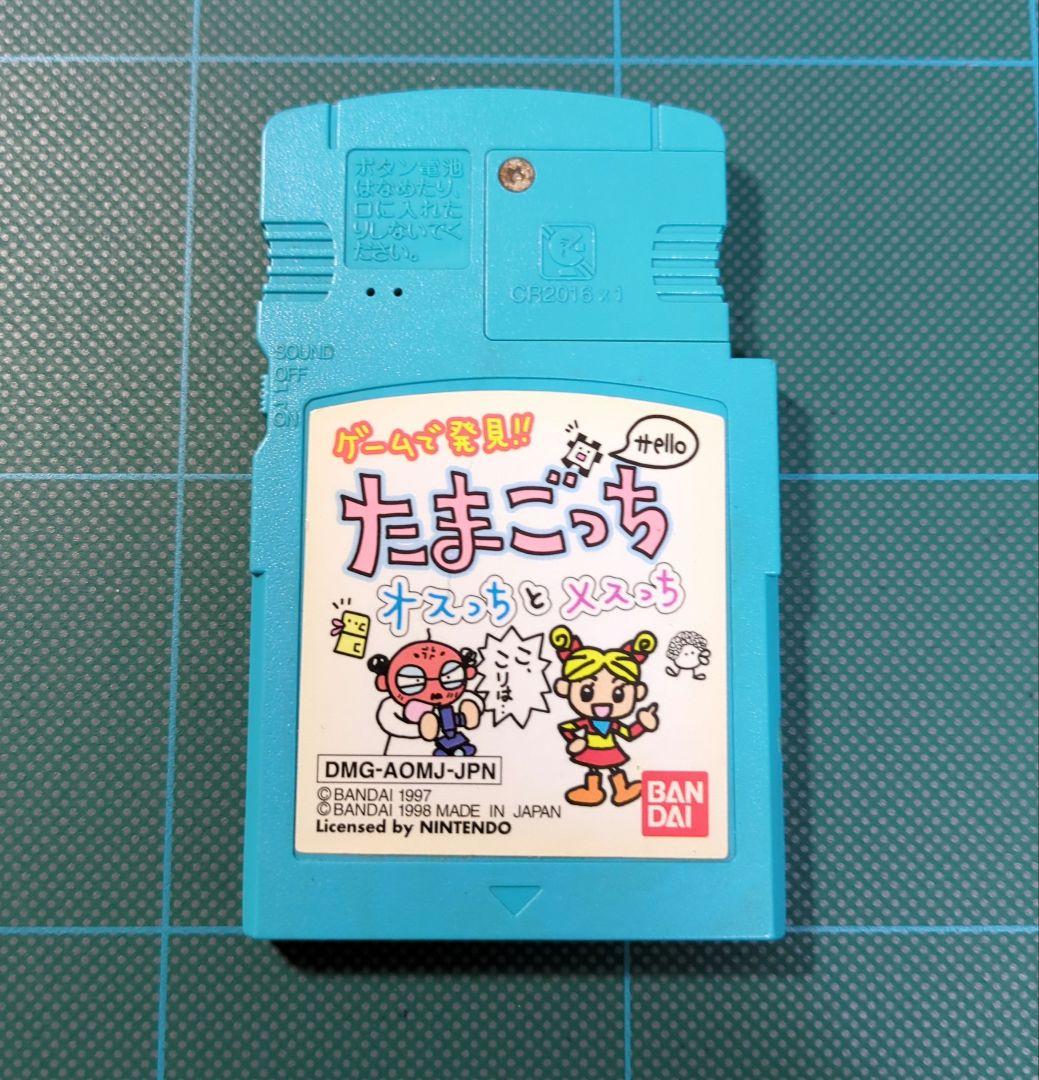 ボタン電池
はなめたり、
口に入れた
りしないでく
ださい。
CR2016 x1
SOUND
OFF
ON
ゲームで発見!!
Hello
たまごっち
オスっちとメスっち
こ、
こりは…
DMG-AOMJ-JPN
© BANDAI 1997
© BANDAI 1998 MADE IN JAPAN
Licensed by NINTENDO
BAN
DAI